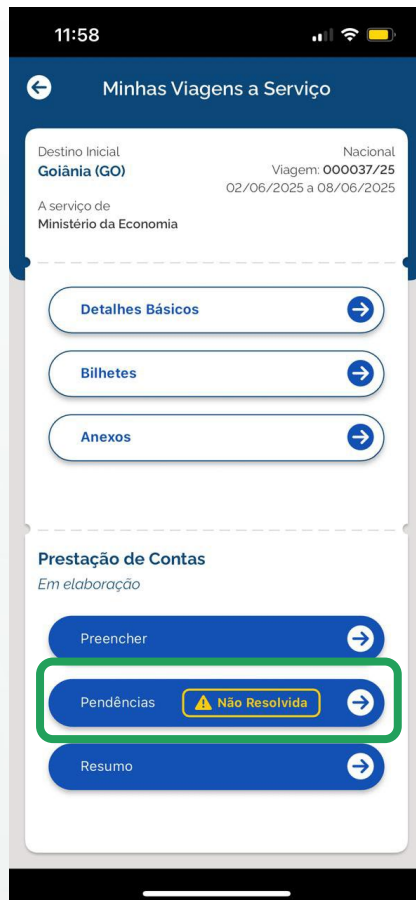 11:58
Minhas Viagens a Serviço
Destino Inicial
Nacional
Goiânia (GO)
Viagem: 000037/25
02/06/2025 a 08/06/2025
A serviço de
Ministério da Economia
Detalhes Básicos
Bilhetes
Anexos
Prestação de Contas
Em elaboração
Preencher
Pendências
Não Resolvida
Resumo